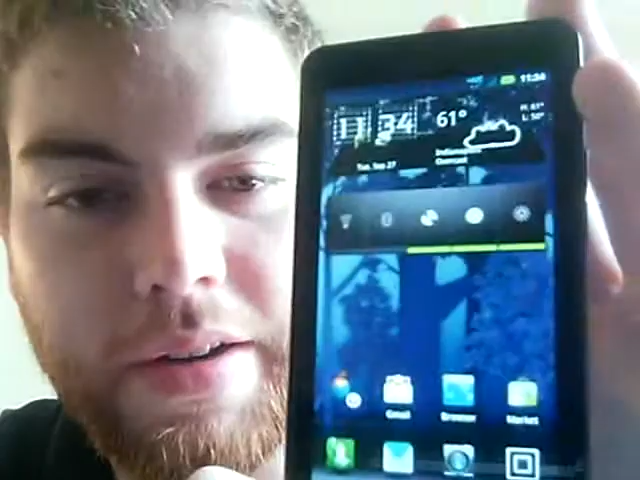 11:34
11 34
61°
H: 61°
L: 50°
Tue, Sep 27
Indianapolis
Overcast
Gmail
Browser
Market